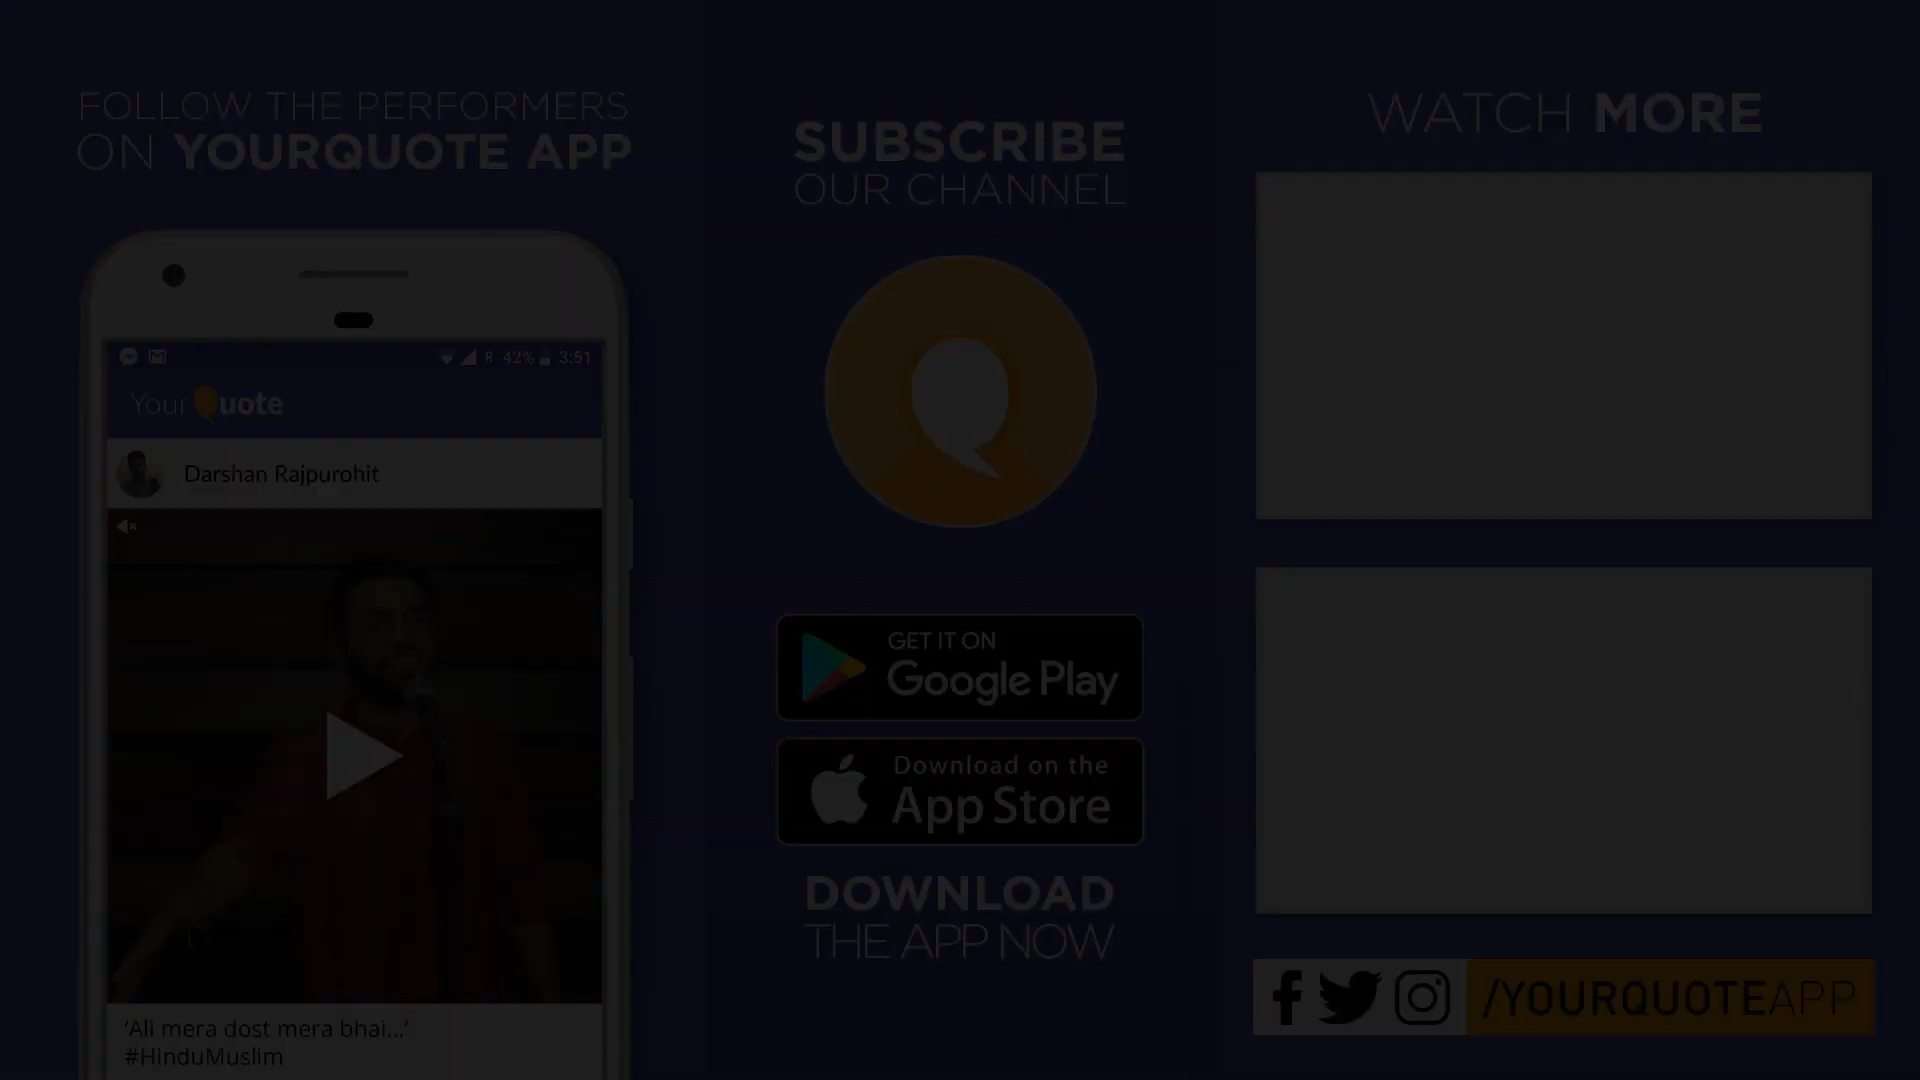 FOLLOW THE PERFORMERS
ON YOURQUOTE APP
R 42% 3:51
YourQuote
Darshan Rajpurohit
'Ali mera dost mera bhai...'
#HinduMuslim
SUBSCRIBE
OUR CHANNEL
GET IT ON
Google Play
Download on the
App Store
DOWNLOAD
THE APP NOW
WATCH MORE
/YOURQUOTEAPP